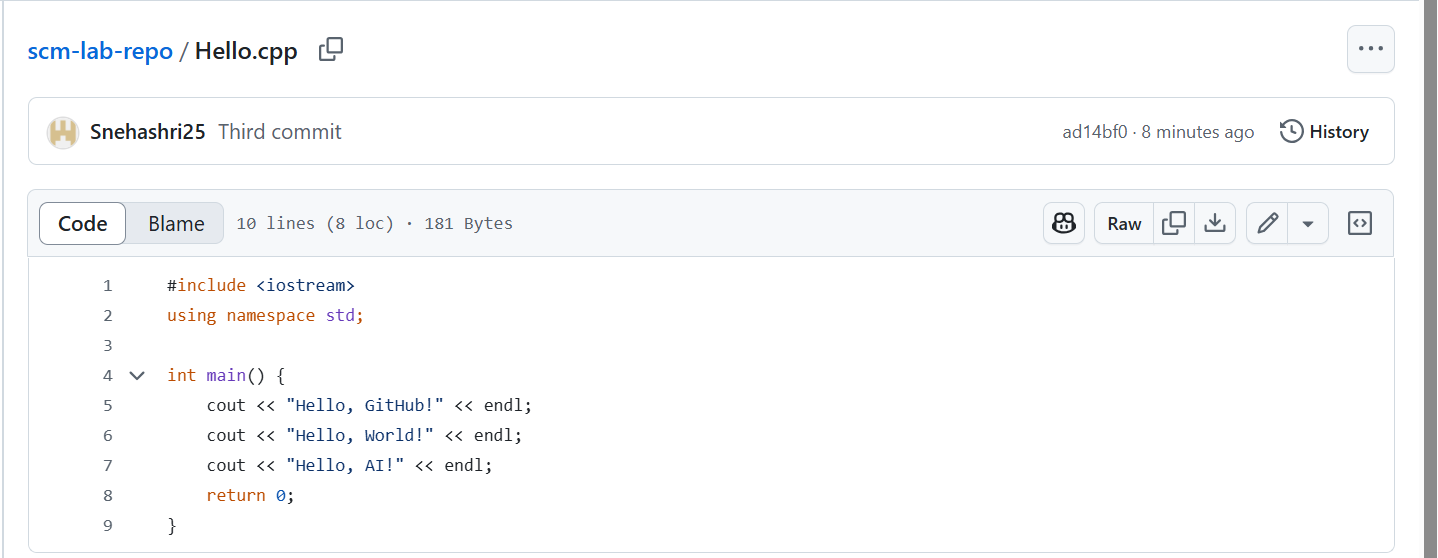 scm-lab-repo / Hello.cpp
Snehashri25 Third commit ad14bf0 · 8 minutes ago History
Code Blame 10 lines (8 loc) · 181 Bytes Raw
1 #include <iostream>
2 using namespace std;
3
4 int main() {
5     cout << "Hello, GitHub!" << endl;
6     cout << "Hello, World!" << endl;
7     cout << "Hello, AI!" << endl;
8     return 0;
9 }